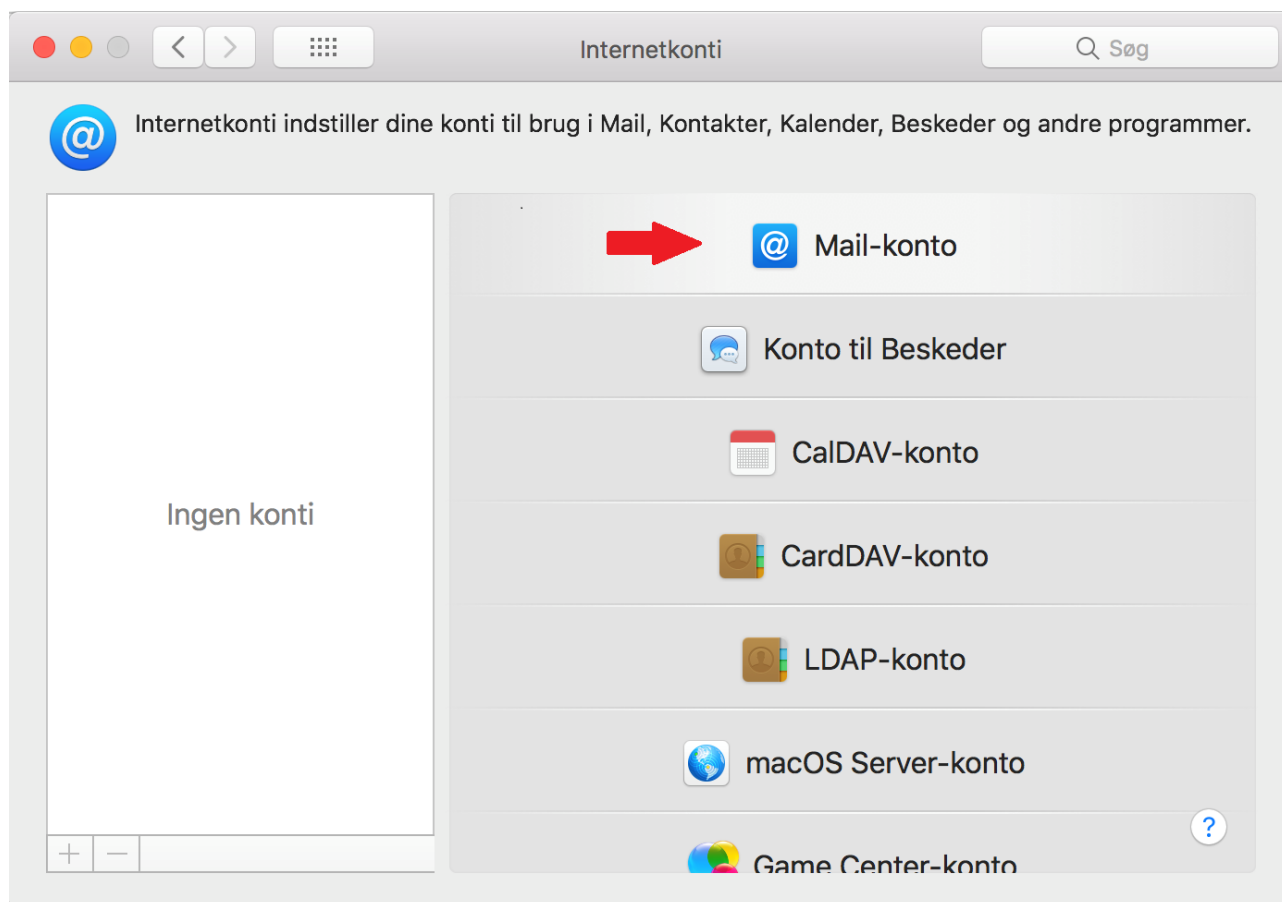 Internetkonti
Søg
Internetkonti indstiller dine konti til brug i Mail, Kontakter, Kalender, Beskeder og andre programmer.
Ingen konti
Mail-konto
Konto til Beskeder
CalDAV-konto
CardDAV-konto
LDAP-konto
macOS Server-konto
?
Game Center-konto